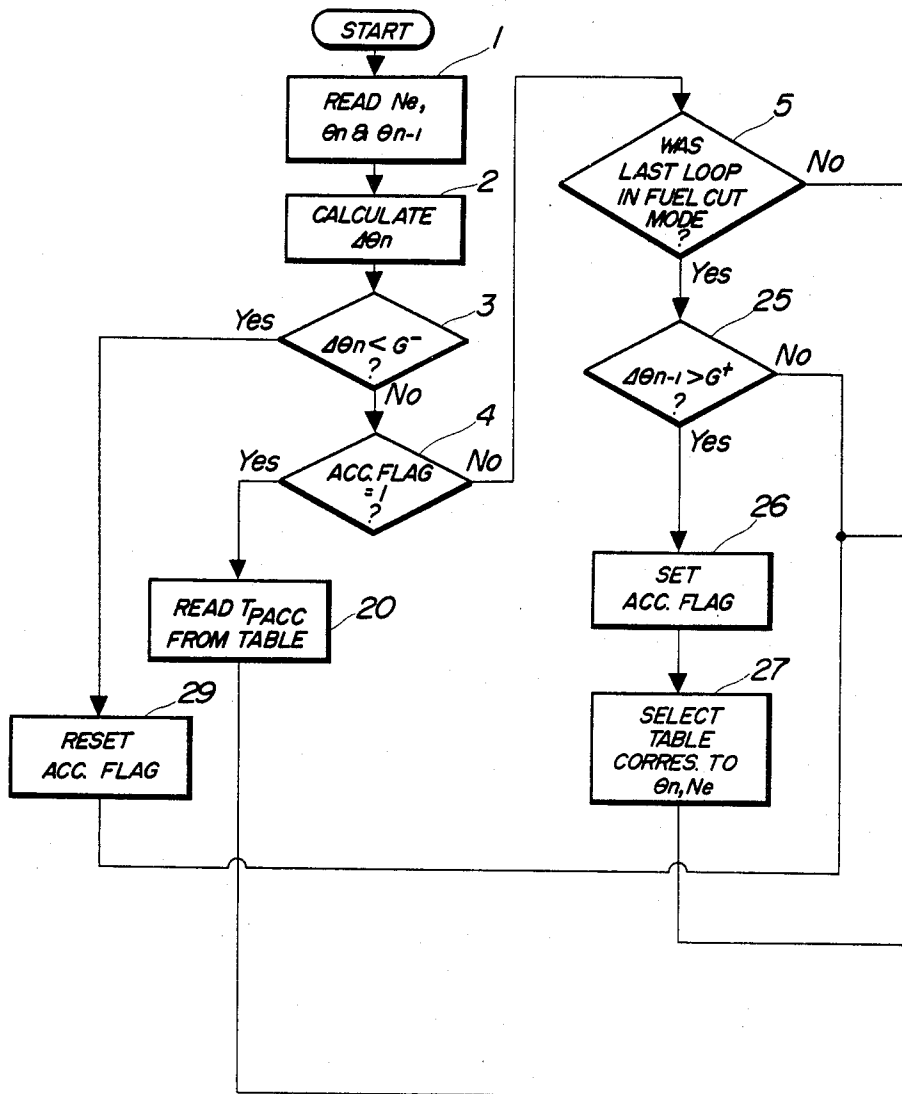 START
1
READ Ne,
θn & θn-1
2
CALCULATE
Δθn
3
Yes
Δθn < G⁻
?
No
4
Yes
ACC. FLAG
= 1
?
No
READ TPACC
FROM TABLE
20
29
RESET
ACC. FLAG
5
WAS
LAST LOOP
IN FUEL CUT
MODE
?
No
Yes
25
Δθn-1 > G⁺
?
No
Yes
26
SET
ACC. FLAG
27
SELECT
TABLE
CORRES. TO
θn, Ne